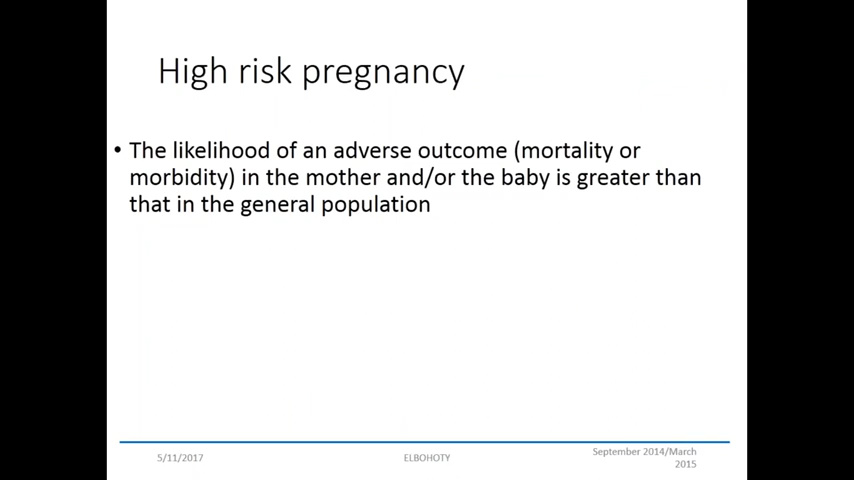 High risk pregnancy
• The likelihood of an adverse outcome (mortality or
morbidity) in the mother and/or the baby is greater than
that in the general population
5/11/2017
ELBOHOTY
September 2014/March
2015